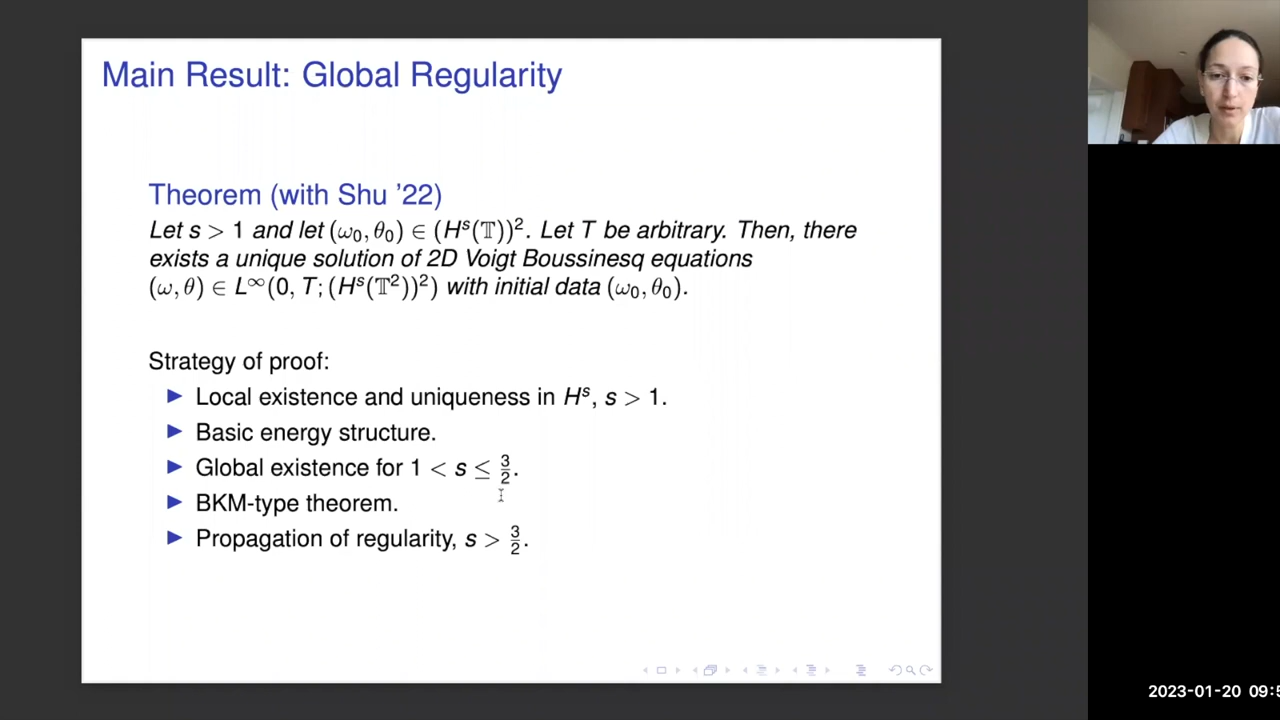 Main Result: Global Regularity
Theorem (with Shu ’22)
Let s > 1 and let (ω₀, θ₀) ∈ (Hˢ(𝕋))². Let T be arbitrary. Then, there
exists a unique solution of 2D Voigt Boussinesq equations
(ω, θ) ∈ L^∞(0, T; (Hˢ(𝕋²))²) with initial data (ω₀, θ₀).
Strategy of proof:
Local existence and uniqueness in Hˢ, s > 1.
Basic energy structure.
Global existence for 1 < s ≤ 3/2.
BKM-type theorem.
Propagation of regularity, s > 3/2.
2023-01-20 09:5